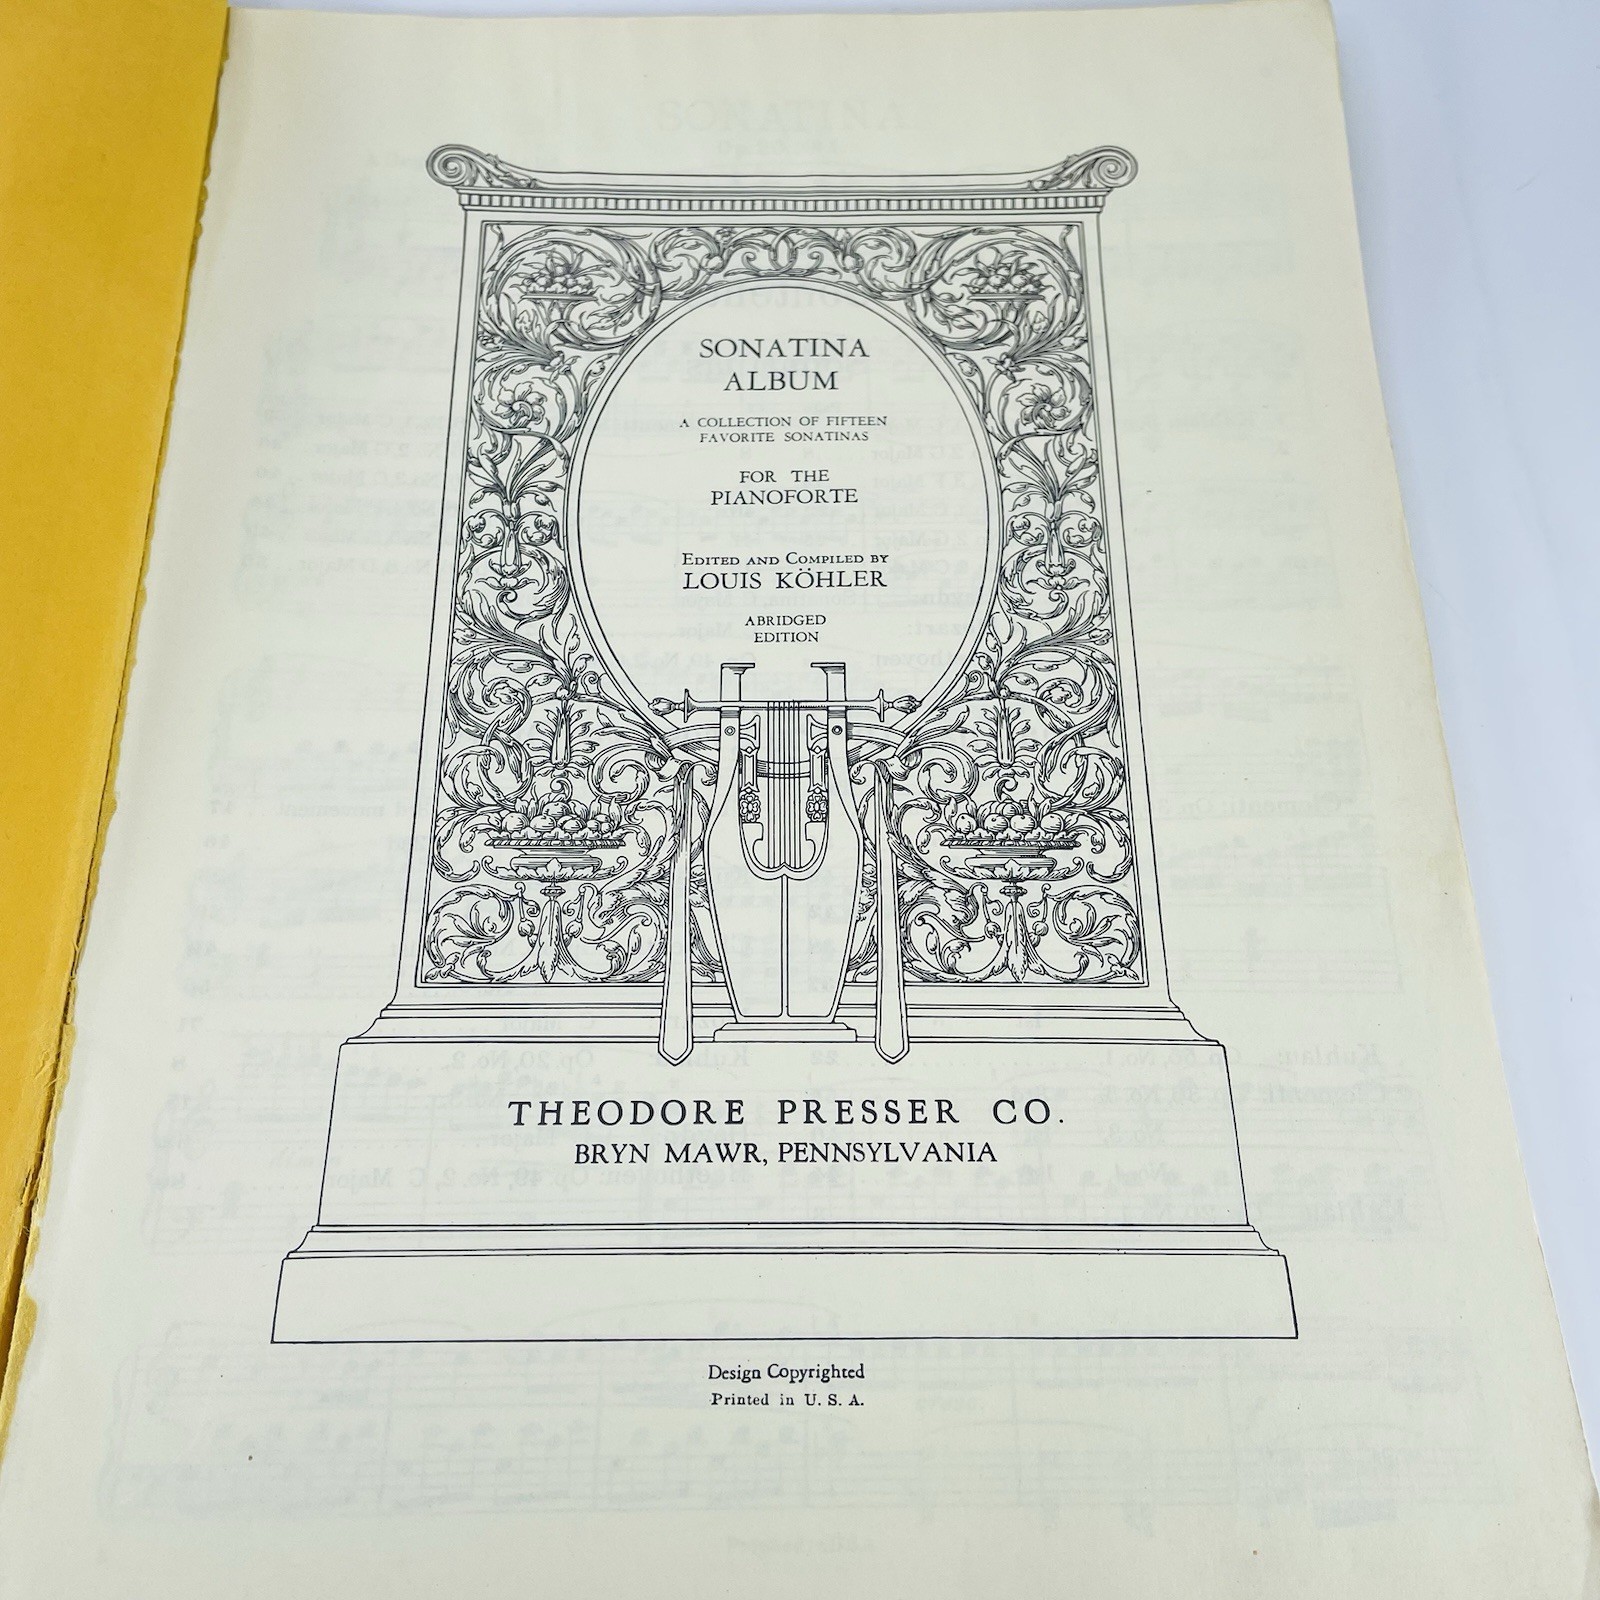 SONATINA
ALBUM
A COLLECTION OF FIFTEEN
FAVORITE SONATINAS
FOR THE
PIANOFORTE
EDITED AND COMPILED BY
LOUIS KÖHLER
ABRIDGED
EDITION
THEODORE PRESSER CO.
BRYN MAWR, PENNSYLVANIA
Design Copyrighted
Printed in U. S. A.